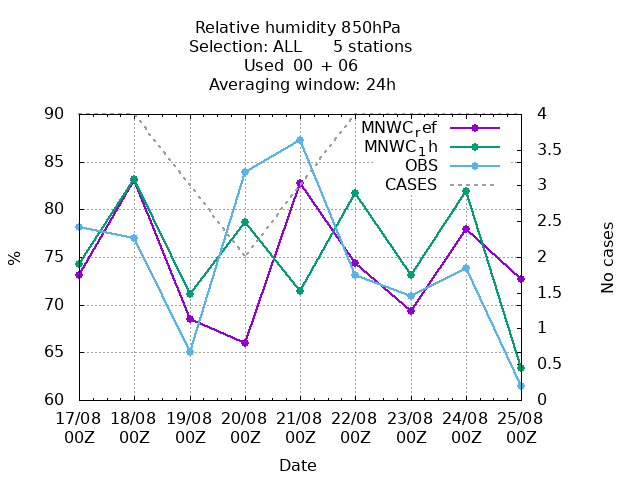 Relative humidity 850hPa
Selection: ALL 5 stations
Used 00 + 06
Averaging window: 24h
90
85
80
75
70
65
60
%
4
3.5
3
2.5
2
1.5
1
0.5
0
No cases
MNWCref
MNWC1h
OBS
CASES
17/08 18/08 19/08 20/08 21/08 22/08 23/08 24/08 25/08
00Z 00Z 00Z 00Z 00Z 00Z 00Z 00Z 00Z
Date